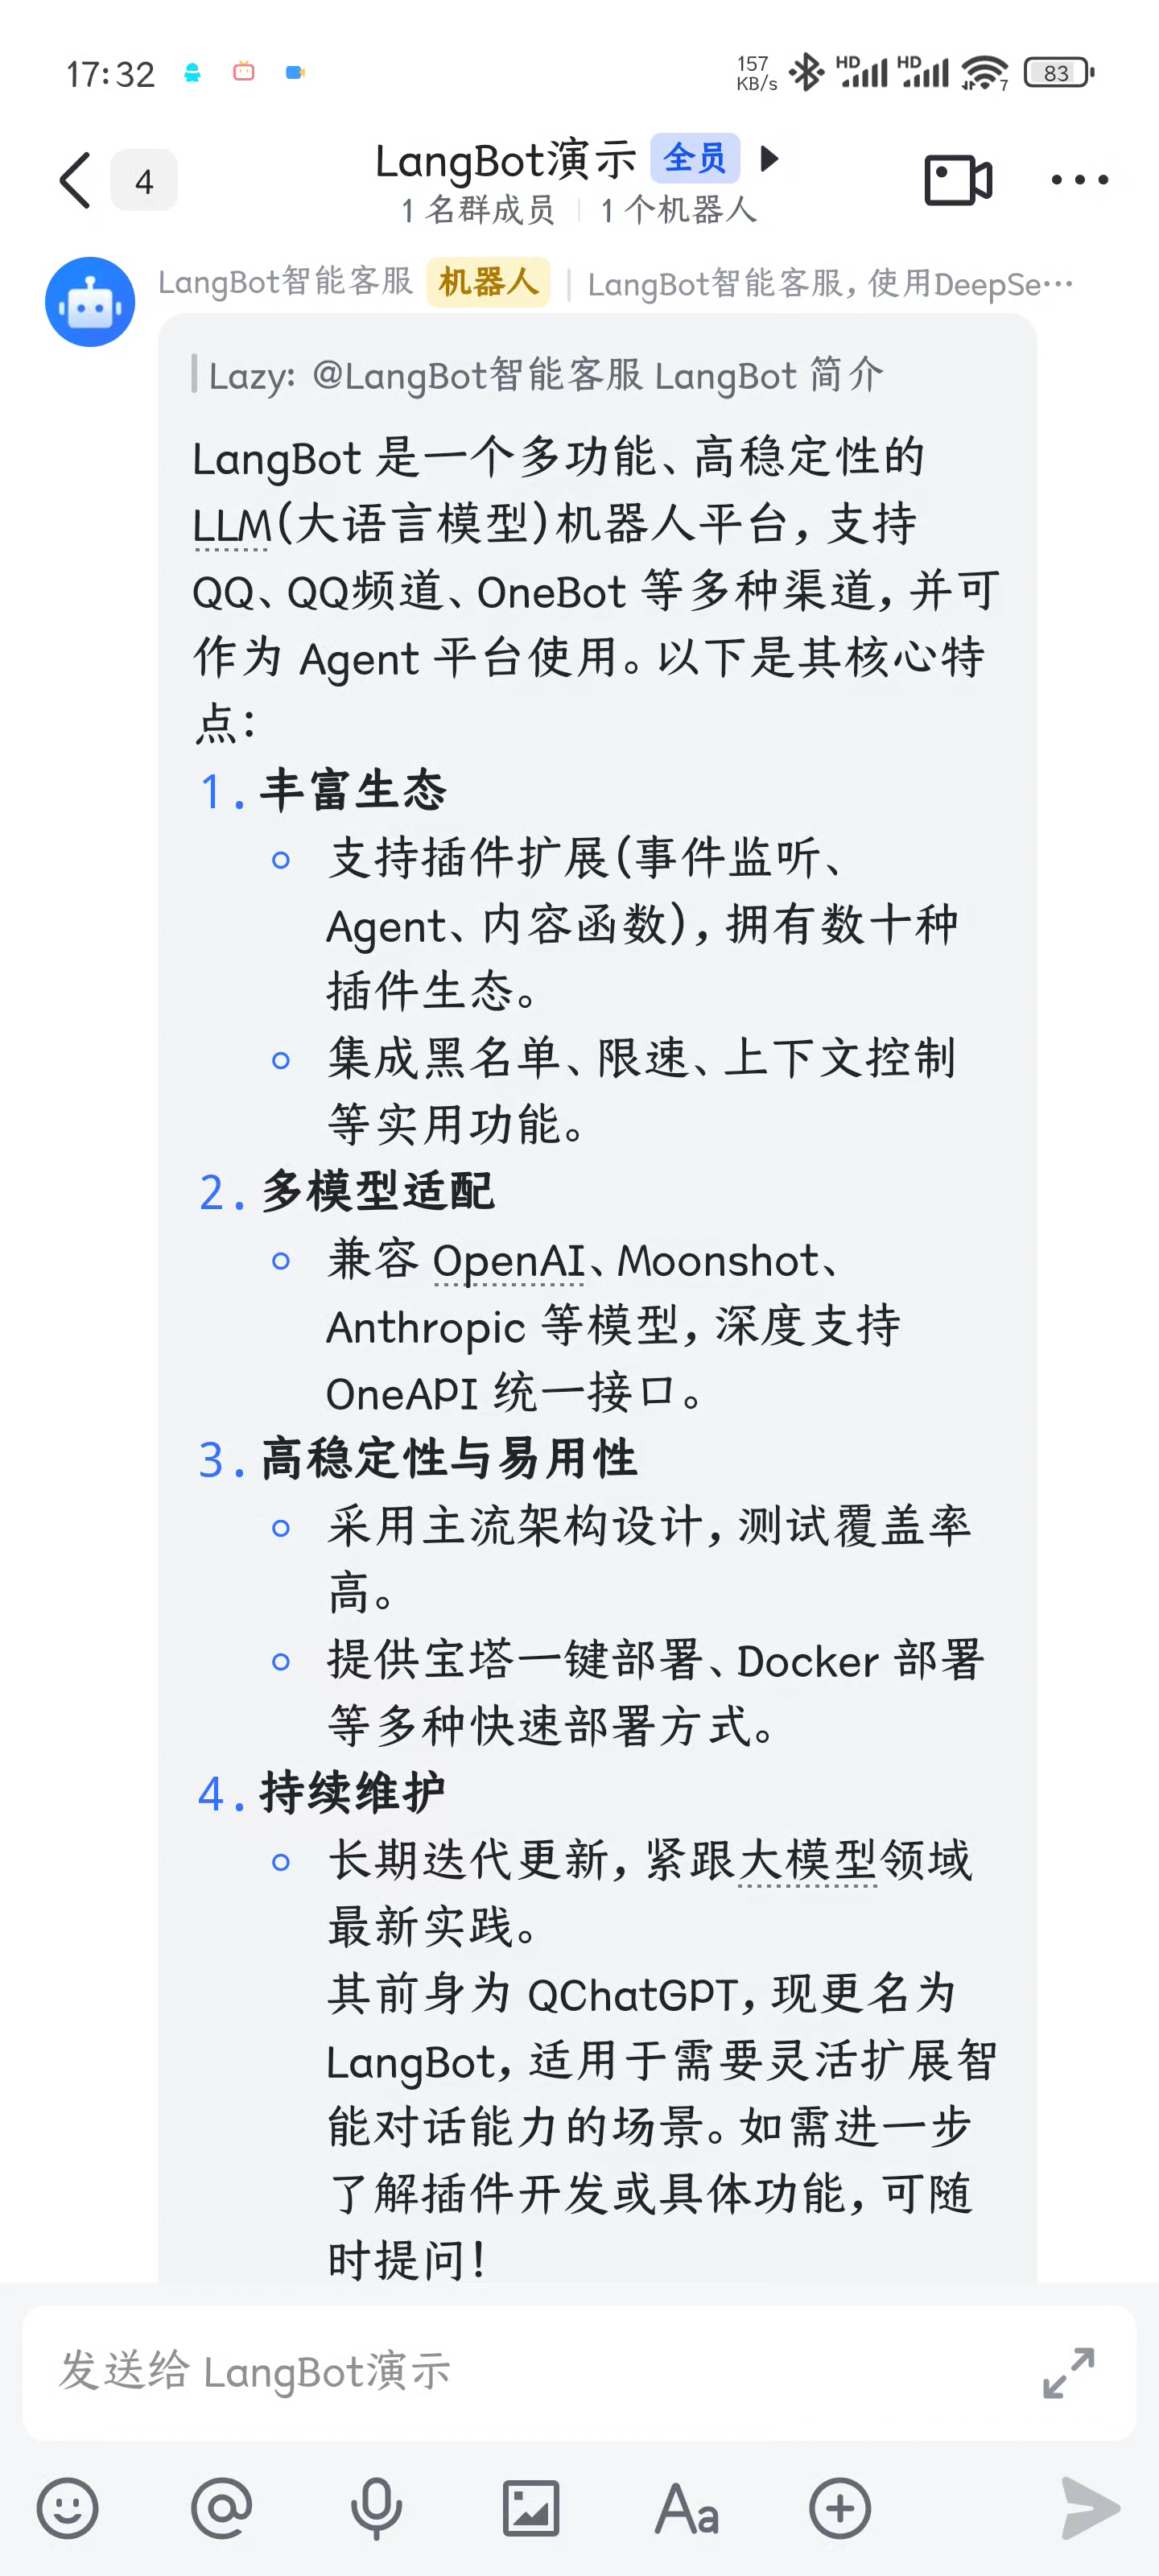 17:32
157
KB/s
HD
HD
7
83
4
LangBot演示 全员
1 名群成员 | 1 个机器人
LangBot智能客服 机器人 | LangBot智能客服，使用DeepSe…
Lazy: @LangBot智能客服 LangBot 简介
LangBot 是一个多功能、高稳定性的
LLM(大语言模型)机器人平台，支持
QQ、QQ频道、OneBot 等多种渠道，并可
作为 Agent 平台使用。以下是其核心特
点：
1. 丰富生态
支持插件扩展(事件监听、
Agent、内容函数)，拥有数十种
插件生态。
集成黑名单、限速、上下文控制
等实用功能。
2. 多模型适配
兼容 OpenAI、Moonshot、
Anthropic 等模型，深度支持
OneAPI 统一接口。
3. 高稳定性与易用性
采用主流架构设计，测试覆盖率
高。
提供宝塔一键部署、Docker 部署
等多种快速部署方式。
4. 持续维护
长期迭代更新，紧跟大模型领域
最新实践。
其前身为 QChatGPT，现更名为
LangBot，适用于需要灵活扩展智
能对话能力的场景。如需进一步
了解插件开发或具体功能，可随
时提问！
发送给 LangBot演示
Aa